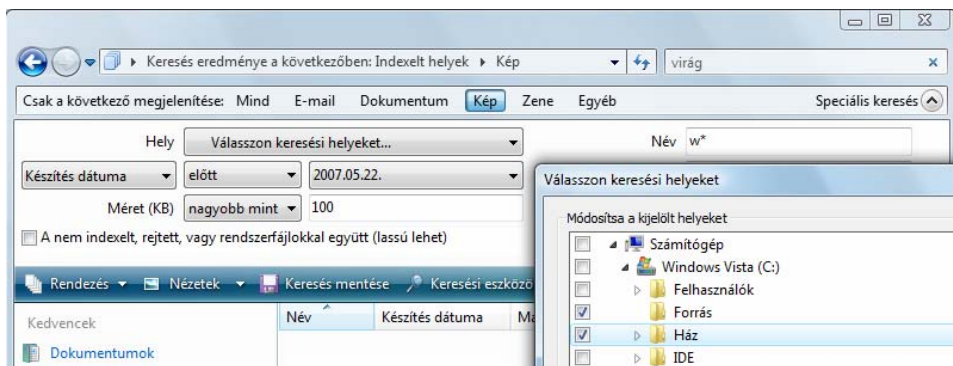 Keresés eredménye a következőben: Indexelt helyek Kép virág
Csak a következő megjelenítése: Mind E-mail Dokumentum Kép Zene Egyéb Speciális keresés
Hely Válasszon keresési helyeket... Név w*
Készítés dátuma előtt 2007.05.22.
Méret (KB) nagyobb mint 100
A nem indexelt, rejtett, vagy rendszerfájlokkal együtt (lassú lehet)
Rendezés Nézetek Keresés mentése Keresési eszközö
Kedvencek Név Készítés dátuma
Dokumentumok
Válasszon keresési helyeket
Módosítsa a kijelölt helyeket
Számítógép
Windows Vista (C:)
Felhasználók
Forrás
Ház
IDE